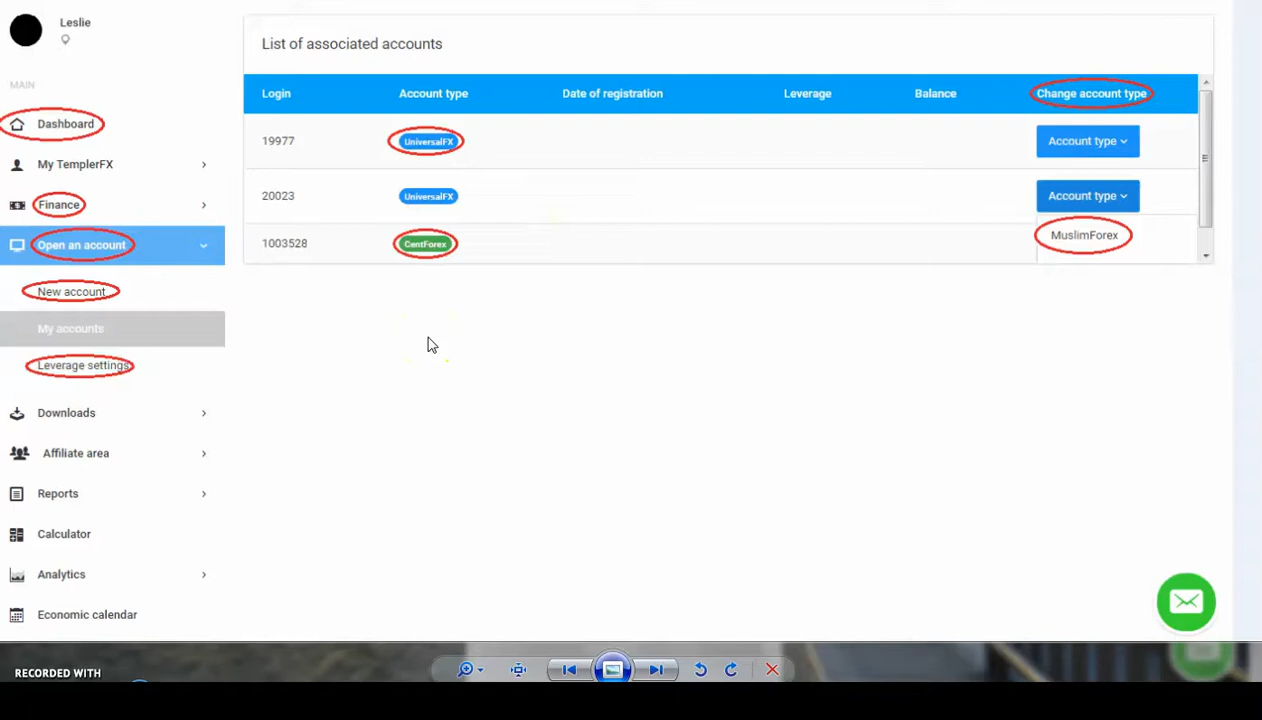 Leslie
MAIN
Dashboard
My TemplerFX
Finance
Open an account
New account
My accounts
Leverage settings
Downloads
Affiliate area
Reports
Calculator
Analytics
Economic calendar
List of associated accounts
Login Account type Date of registration Leverage Balance Change account type
19977 UniversalFX Account type
20023 UniversalFX Account type
MuslimForex
1003528 CentForex
RECORDED WITH